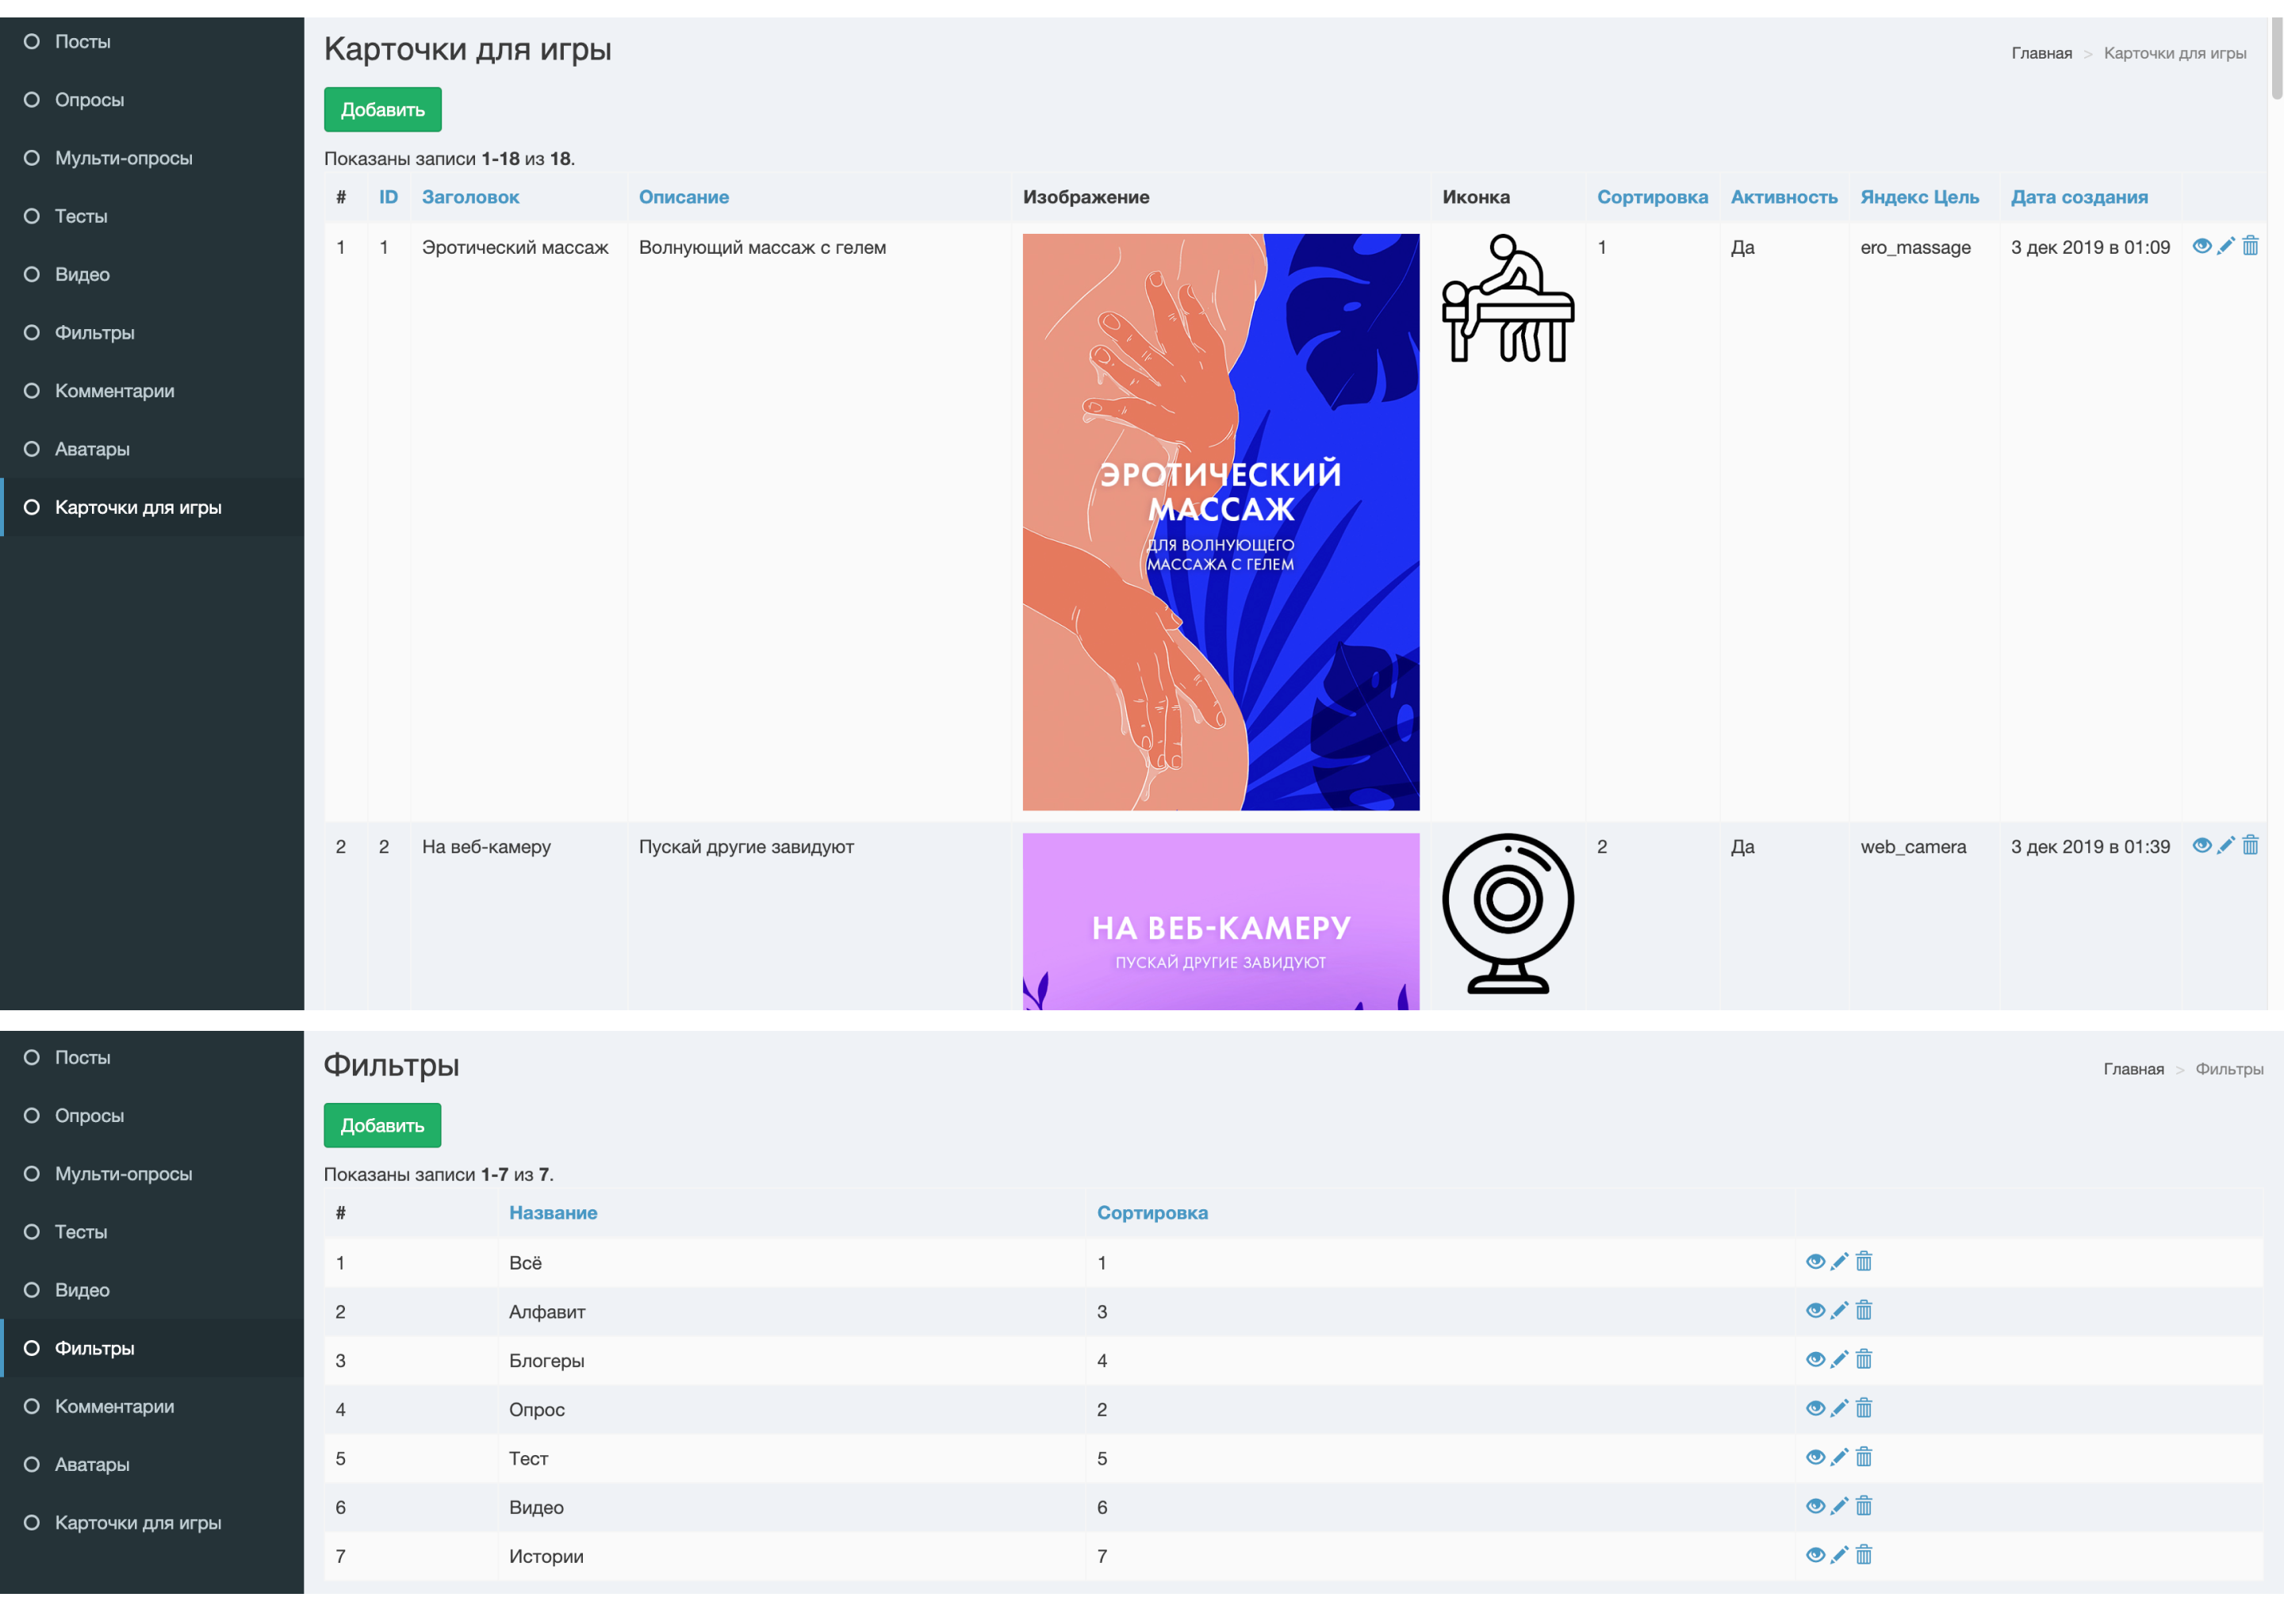 Посты
Опросы
Мульти-опросы
Тесты
Видео
Фильтры
Комментарии
Аватары
Карточки для игры
Карточки для игры
Главная > Карточки для игры
Добавить
Показаны записи 1-18 из 18.
# ID Заголовок Описание Изображение Иконка Сортировка Активность Яндекс Цель Дата создания
1 1 Эротический массаж Волнующий массаж с гелем 1 Да ero_massage 3 дек 2019 в 01:09
ЭРОТИЧЕСКИЙ
МАССАЖ
ДЛЯ ВОЛНУЮЩЕГО
МАССАЖА С ГЕЛЕМ
2 2 На веб-камеру Пускай другие завидуют 2 Да web_camera 3 дек 2019 в 01:39
НА ВЕБ-КАМЕРУ
ПУСКАЙ ДРУГИЕ ЗАВИДУЮТ
Посты
Опросы
Мульти-опросы
Тесты
Видео
Фильтры
Комментарии
Аватары
Карточки для игры
Фильтры
Главная > Фильтры
Добавить
Показаны записи 1-7 из 7.
# Название Сортировка
1 Всё 1
2 Алфавит 3
3 Блогеры 4
4 Опрос 2
5 Тест 5
6 Видео 6
7 Истории 7